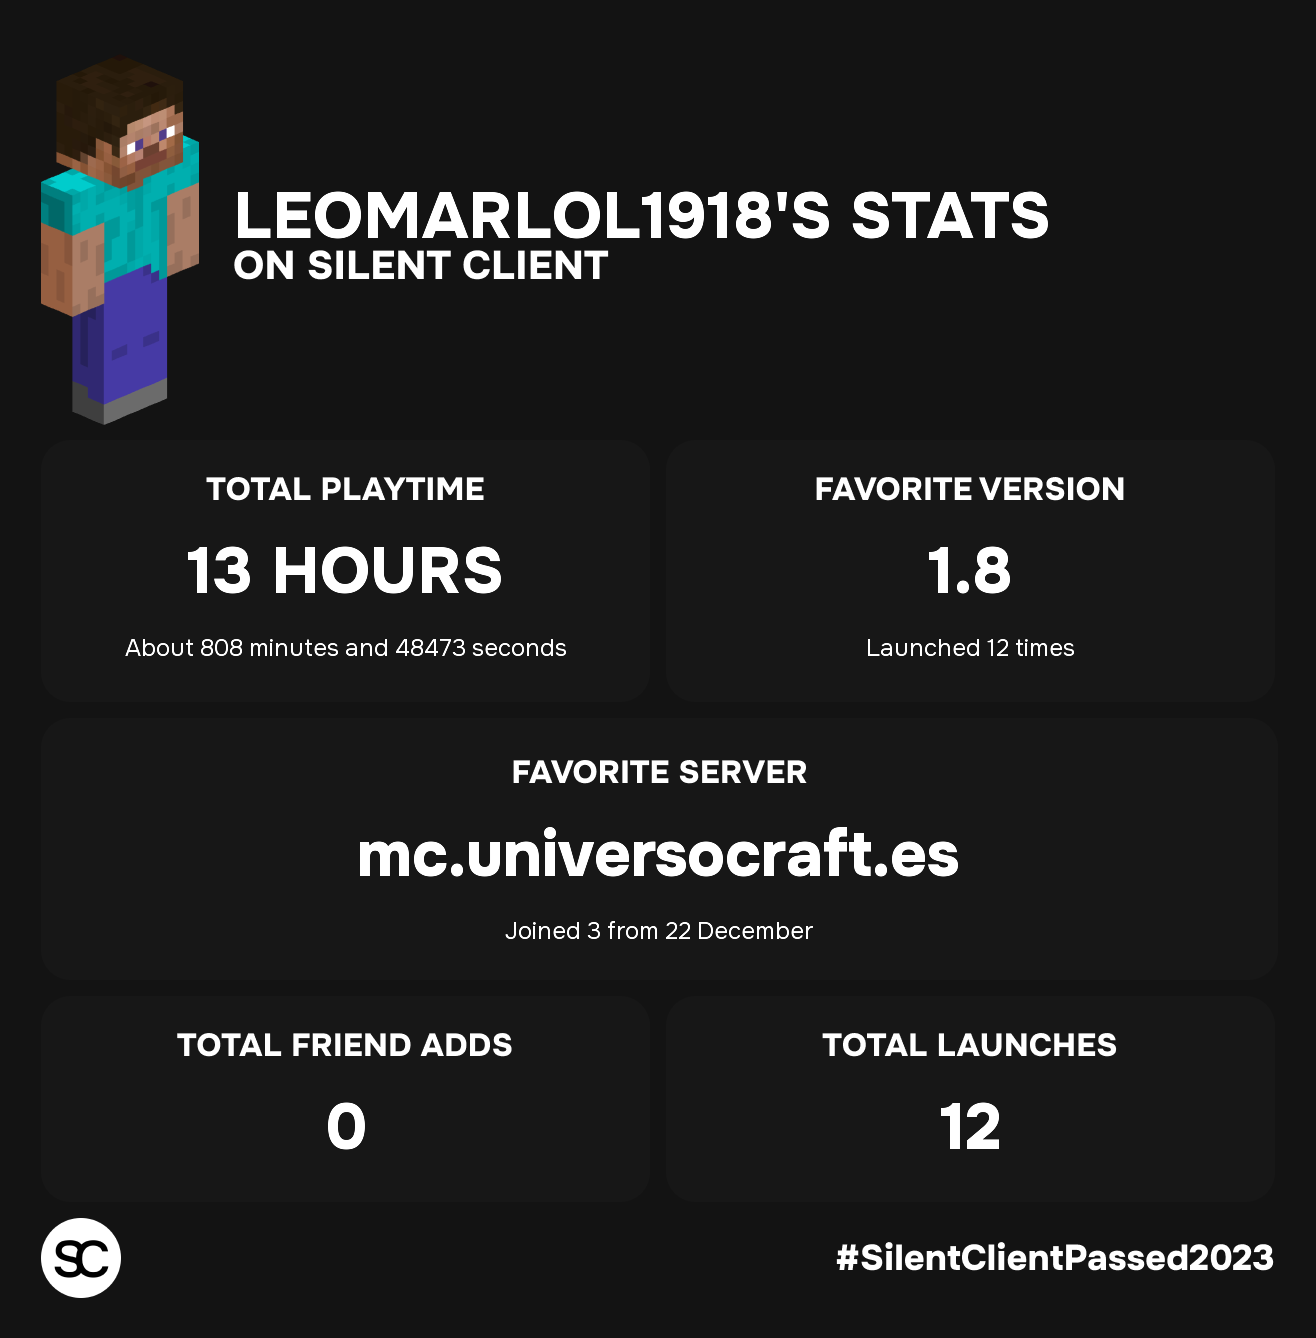 LEOMARLOL1918'S STATS
ON SILENT CLIENT
TOTAL PLAYTIME
13 HOURS
About 808 minutes and 48473 seconds
FAVORITE VERSION
1.8
Launched 12 times
FAVORITE SERVER
mc.universocraft.es
Joined 3 from 22 December
TOTAL FRIEND ADDS
0
TOTAL LAUNCHES
12
SC
#SilentClientPassed2023